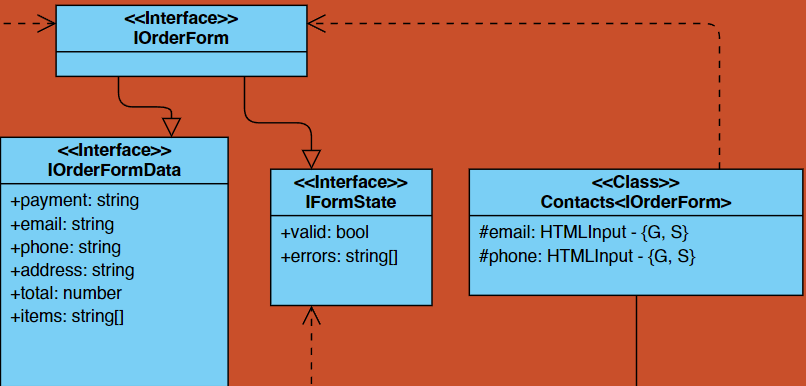 <<Interface>>
IOrderForm
<<Interface>>
IOrderFormData
+payment: string
+email: string
+phone: string
+address: string
+total: number
+items: string[]
<<Interface>>
IFormState
+valid: bool
+errors: string[]
<<Class>>
Contacts<IOrderForm>
#email: HTMLInput - {G, S}
#phone: HTMLInput - {G, S}